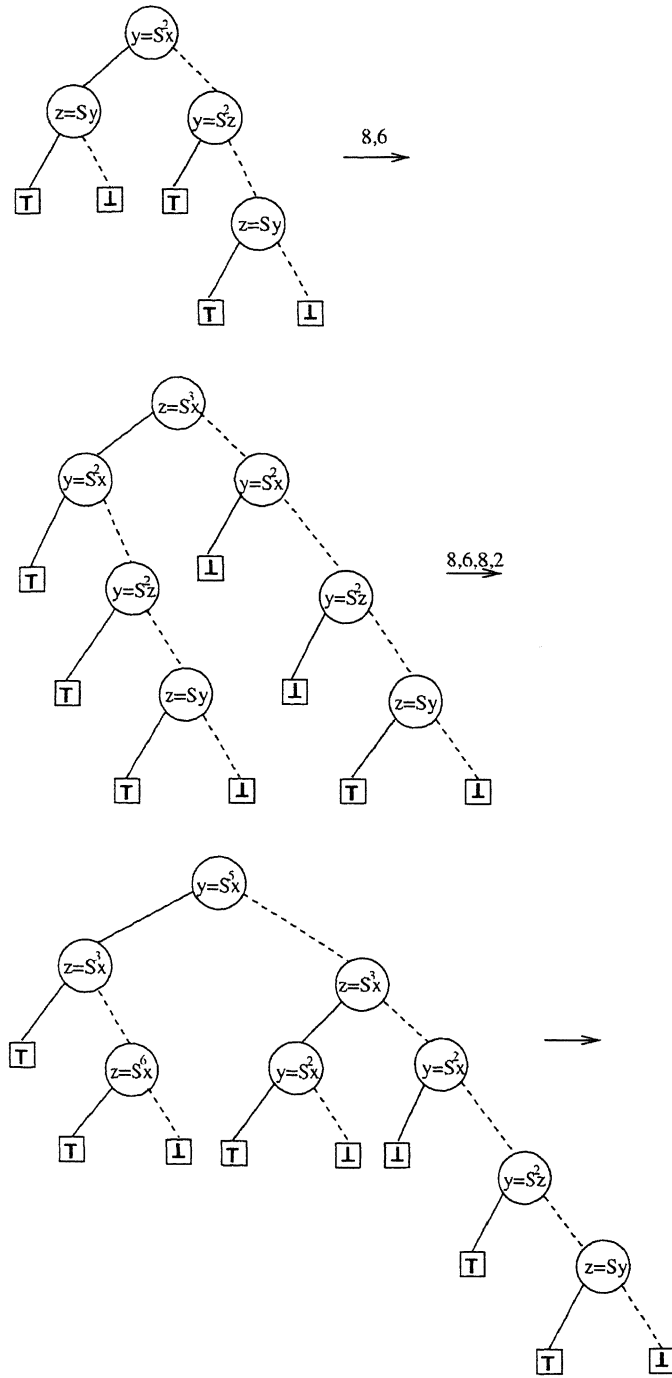 y=S²x
z=Sy
y=S²z
8,6
T ⊥ T
z=Sy
T ⊥
z=S³x
y=S²x y=S²x
T ⊥
8,6,8,2
y=S²z y=S²z
T ⊥
z=Sy z=Sy
T ⊥ T ⊥
y=S⁵x
z=S³x z=S³x
T
z=S⁶x y=S²x y=S²x
T ⊥ T ⊥ ⊥
y=S²z
T
z=Sy
T ⊥